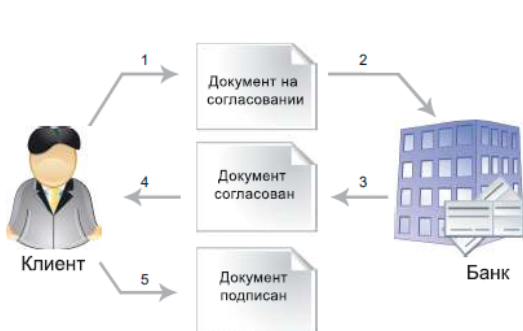 1
2
Документ на
согласовании
4
Документ
согласован
3
Клиент
5
Документ
подписан
Банк